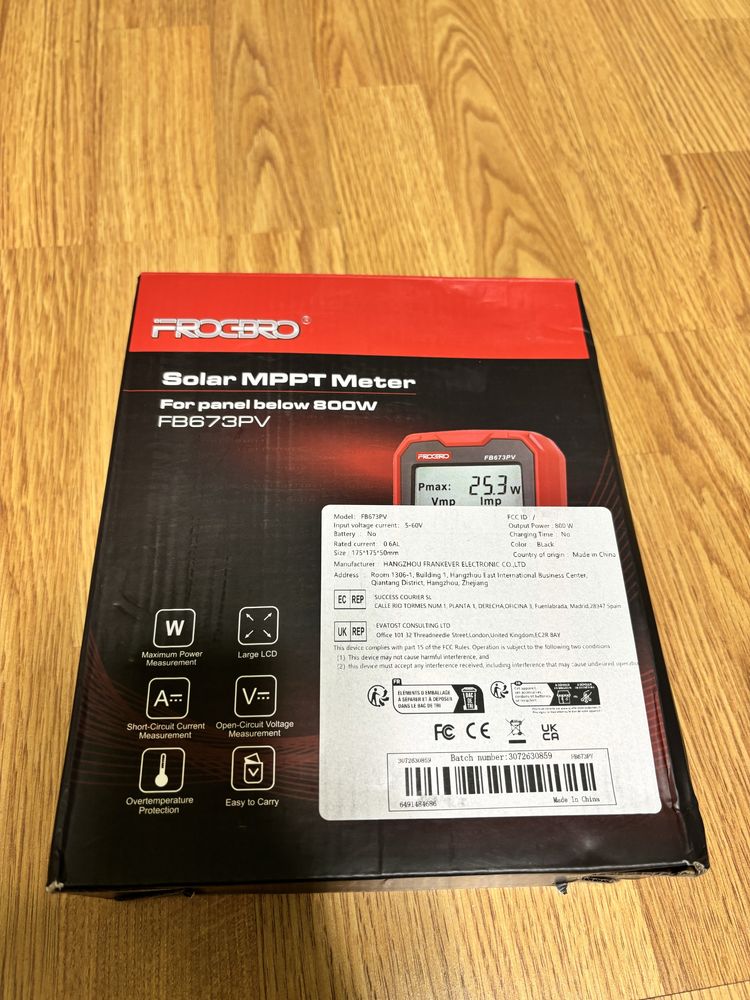 FROGBRO®
Solar MPPT Meter
For panel below 800W
FB673PV
FROGBRO FB673PV
Pmax: 25.3 W
Vmp Imp
Model: FB673PV FCC ID /
Input voltage current: 5-60V Output Power: 800 W
Battery : No Charging Time : No
Rated current : 0 6AL Color : BLack
Size : 175*175*50mm Country of origin : Made in China
Manufacturer : HANGZHOU FRANKEVER ELECTRONIC CO.,LTD
Address : Room 1306-1, Building 1, Hangzhou East International Business Center,
Qiantang District, Hangzhou, Zhejiang
EC REP SUCCESS COURIER SL
CALLE RIO TORMES NUM 1, PLANTA 1, DERECHA,OFICINA 3, Fuenlabrada, Madrid,28347 Spain
UK REP EVATOST CONSULTING LTD
Office 101 32 Threadneedle Street,London,United Kingdom,EC2R 8AY
This device complies with part 15 of the FCC Rules. Operation is subject to the following two conditions:
(1) This device may not cause harmful interference, and
(2) this device must accept any interference received, including interference that may cause undesired operation
FR
ÉLÉMENTS D'EMBALLAGE
À SÉPARER ET À DÉPOSER
DANS LE BAC DE TRI
BAC
DE TRI
Cet appareil,
FC CE UK
CA
3072630859 Batch number:3072630859 FB673PV
6491484686 Made In China
W
Maximum Power
Measurement
Large LCD
A
Short-Circuit Current
Measurement
V
Open-Circuit Voltage
Measurement
Overtemperature
Protection
Easy to Carry